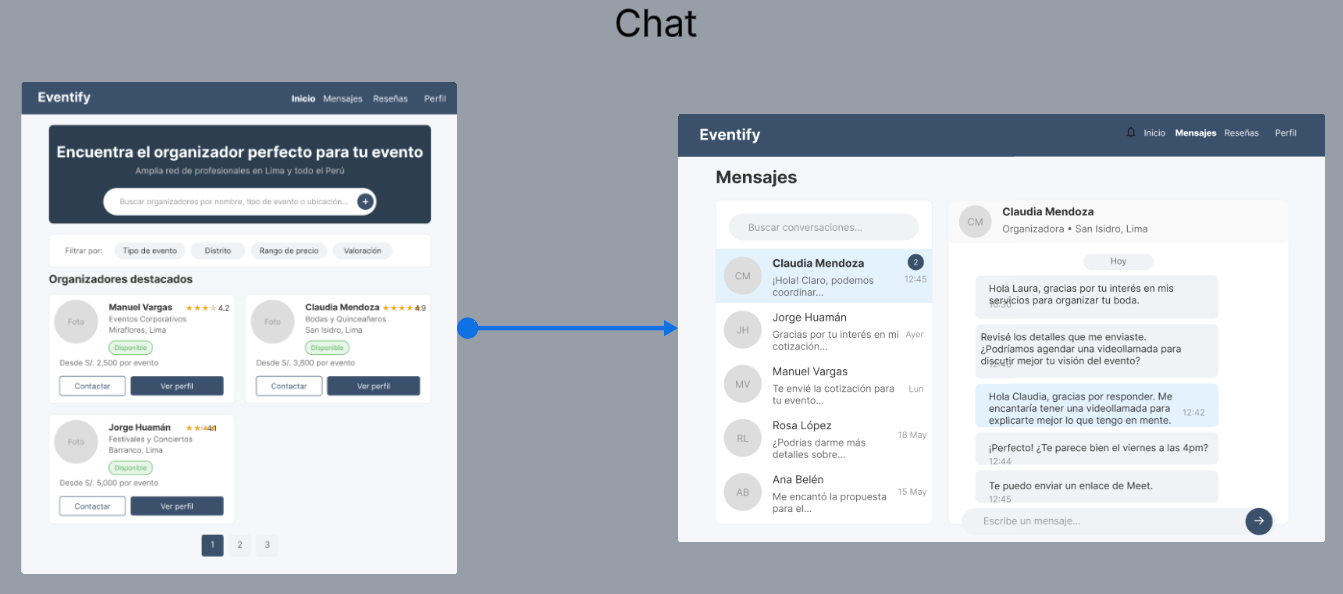 Chat
Eventify
Inicio Mensajes Reseñas Perfil
Encuentra el organizador perfecto para tu evento
Amplia red de profesionales en Lima y todo el Perú
Buscar organizadores por nombre, tipo de evento o ubicación... +
Filtrar por: Tipo de evento Distrito Rango de precio Valoración
Organizadores destacados
Foto
Manuel Vargas ★★★☆ 4.2
Eventos Corporativos
Miraflores, Lima
Disponible
Desde S/. 2,500 por evento
Contactar Ver perfil
Foto
Claudia Mendoza ★★★★ 4.9
Bodas y Quinceañeros
San Isidro, Lima
Disponible
Desde S/. 3,800 por evento
Contactar Ver perfil
Foto
Jorge Huamán
Festivales y Conciertos
Barranco, Lima
Disponible
Desde S/. 5,000 por evento
Contactar Ver perfil
1 2 3
Eventify
Inicio Mensajes Reseñas Perfil
Mensajes
Buscar conversaciones...
CM
Claudia Mendoza 2
¡Hola! Claro, podemos 12:45
coordinar...
JH
Jorge Huamán
Gracias por tu interés en mi Ayer
cotización...
MV
Manuel Vargas
Te envié la cotización para Lun
tu evento...
RL
Rosa López
¿Podrías darme más 18 May
detalles sobre...
AB
Ana Belén
Me encantó la propuesta 15 May
para el...
CM
Claudia Mendoza
Organizadora • San Isidro, Lima
Hoy
Hola Laura, gracias por tu interés en mis
servicios para organizar tu boda.
Revisé los detalles que me enviaste.
¿Podríamos agendar una videollamada para
discutir mejor tu visión del evento?
Hola Claudia, gracias por responder. Me
encantaría tener una videollamada para 12:42
explicarte mejor lo que tengo en mente.
¡Perfecto! ¿Te parece bien el viernes a las 4pm?
12:44
Te puedo enviar un enlace de Meet.
12:45
Escribe un mensaje...